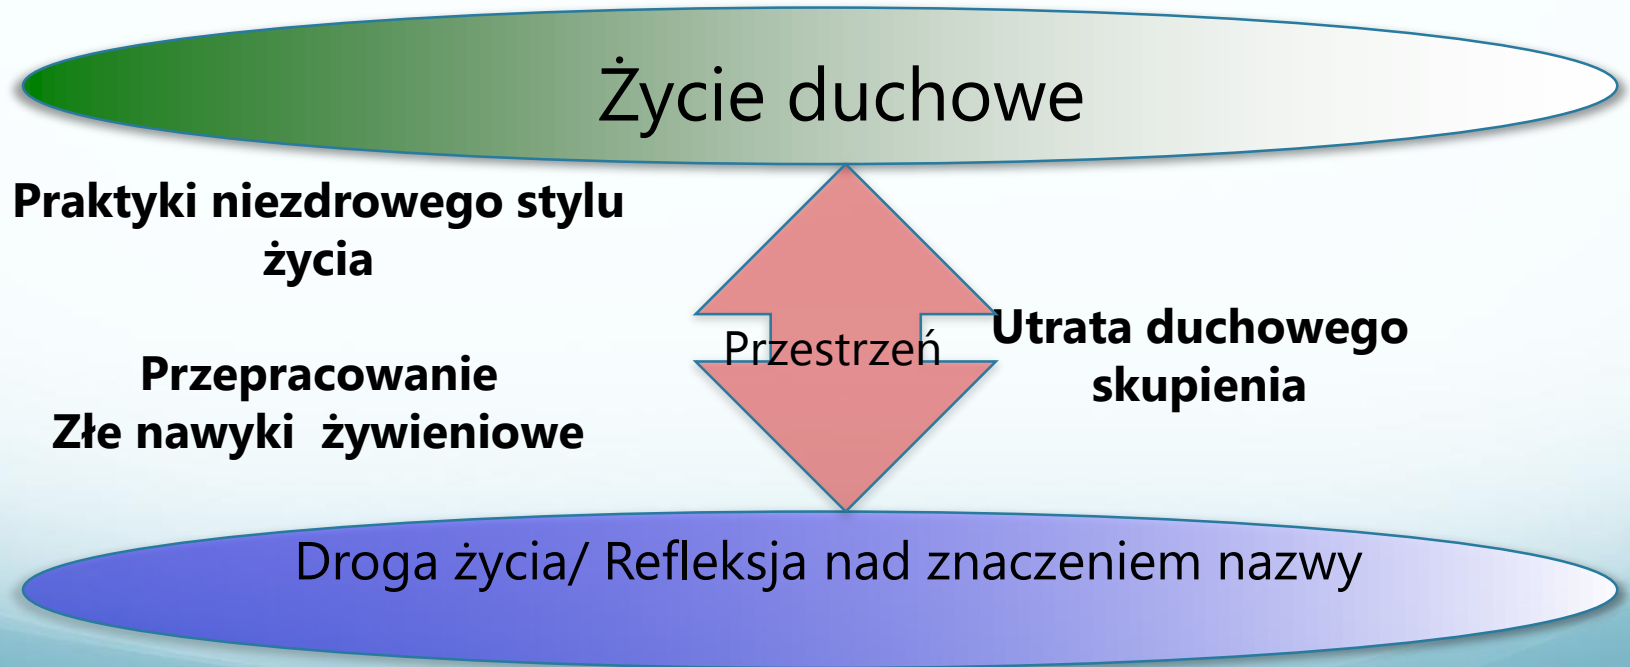 Życie duchowe
Praktyki niezdrowego stylu
życia
Przepracowanie
Złe nawyki  żywieniowe
Przestrzeń
Utrata duchowego
skupienia
Droga życia/ Refleksja nad znaczeniem nazwy